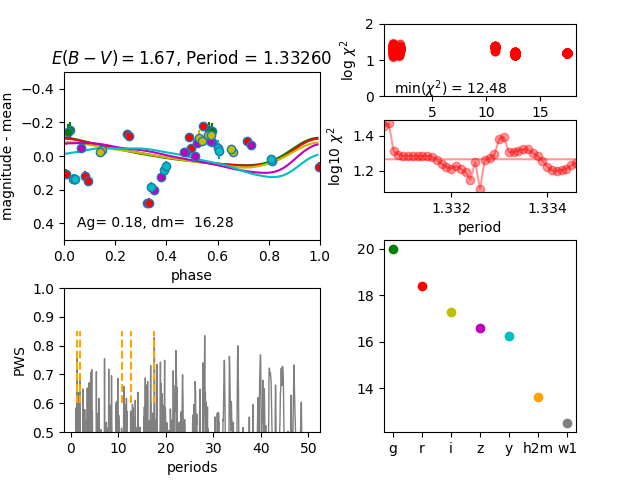 E(B − V) = 1.67, Period = 1.33260
magnitude - mean
−0.4
−0.2
0.0
0.2
0.4
Ag= 0.18, dm=  16.28
0.0 0.2 0.4 0.6 0.8 1.0
phase
log χ²
2
1
0
min(χ²) = 12.48
5 10 15
log10 χ²
1.4
1.2
1.332 1.334
period
PWS
1.0
0.9
0.8
0.7
0.6
0.5
0 10 20 30 40 50
periods
20
18
16
14
g r i z y h2m w1